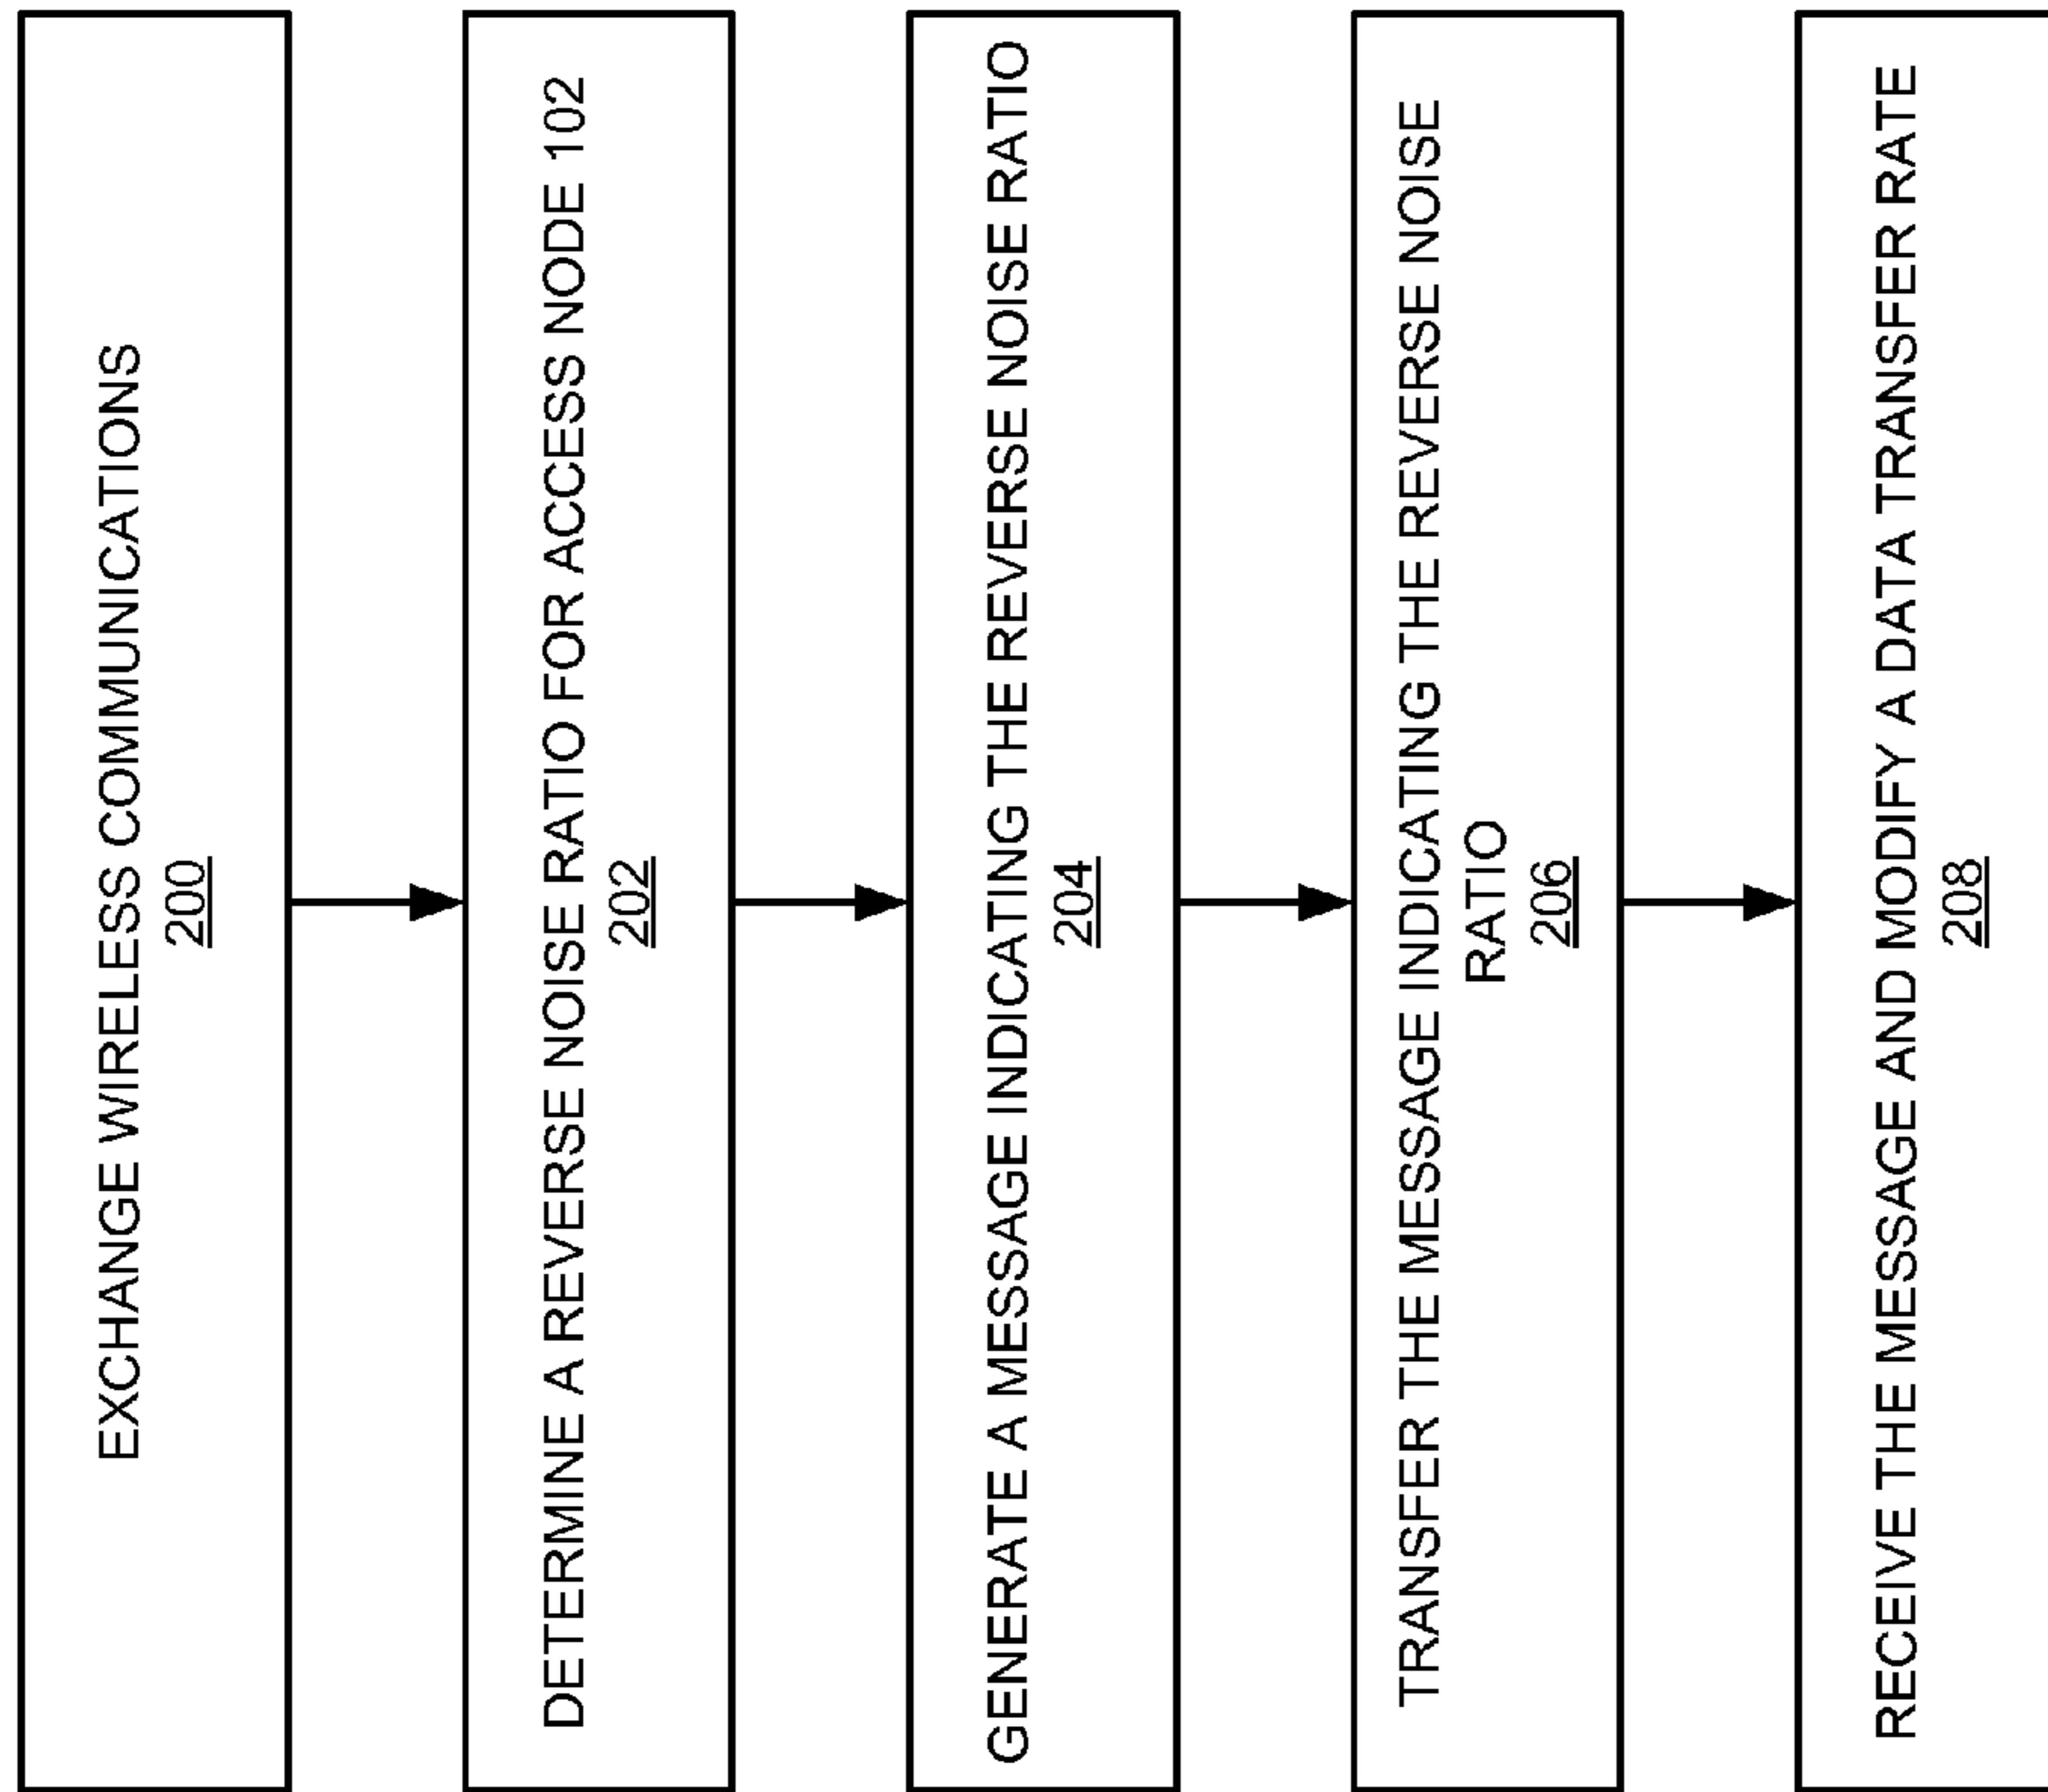 EXCHANGE WIRELESS COMMUNICATIONS
200
DETERMINE A REVERSE NOISE RATIO FOR ACCESS NODE 102
202
GENERATE A MESSAGE INDICATING THE REVERSE NOISE RATIO
204
TRANSFER THE MESSAGE INDICATING THE REVERSE NOISE
RATIO
206
RECEIVE THE MESSAGE AND MODIFY A DATA TRANSFER RATE
208